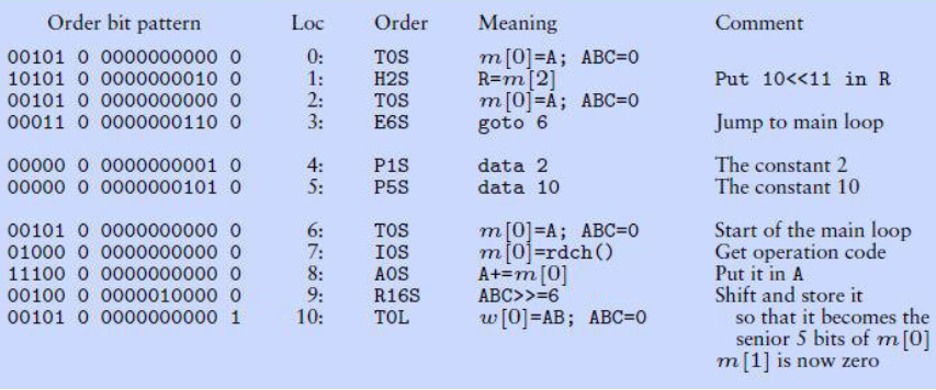 Order bit pattern Loc Order Meaning Comment
00101 0 0000000000 0 0: T0S m[0]=A; ABC=0
10101 0 0000000010 0 1: H2S R=m[2] Put 10<<11 in R
00101 0 0000000000 0 2: T0S m[0]=A; ABC=0
00011 0 0000000110 0 3: E6S goto 6 Jump to main loop
00000 0 0000000001 0 4: P1S data 2 The constant 2
00000 0 0000000101 0 5: P5S data 10 The constant 10
00101 0 0000000000 0 6: T0S m[0]=A; ABC=0 Start of the main loop
01000 0 0000000000 0 7: I0S m[0]=rdch() Get operation code
11100 0 0000000000 0 8: A0S A+=m[0] Put it in A
00100 0 0000010000 0 9: R16S ABC>>=6 Shift and store it
00101 0 0000000000 1 10: T0L w[0]=AB; ABC=0 so that it becomes the
senior 5 bits of m[0]
m[1] is now zero